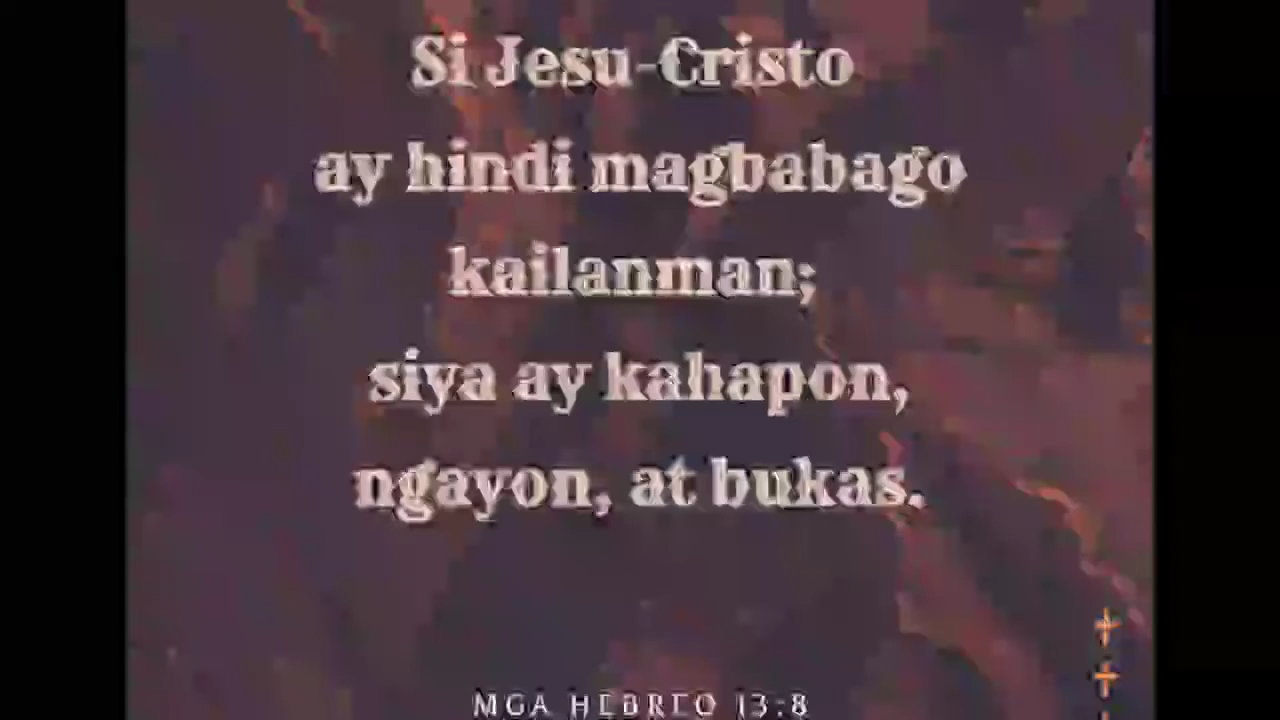 Si Jesu-Cristo
ay hindi magbabago
kailanman;
siya ay kahapon,
ngayon, at bukas.
MGA HEBREO 13:8